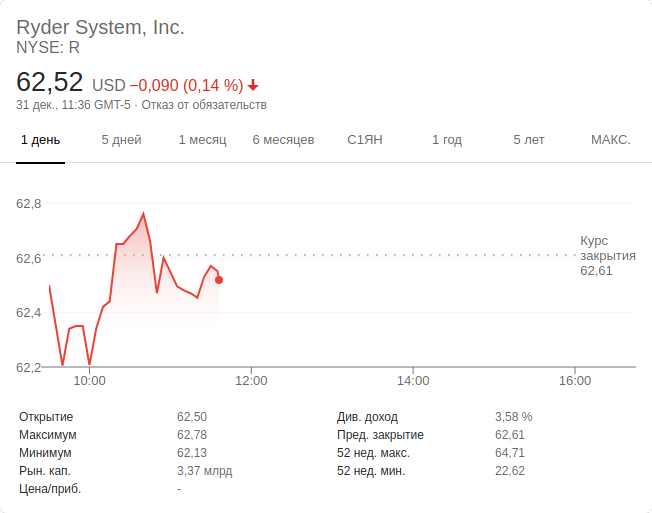 Ryder System, Inc.
NYSE: R
62,52 USD −0,090 (0,14 %)
31 дек., 11:36 GMT-5 · Отказ от обязательств
1 день 5 дней 1 месяц 6 месяцев С1ЯН 1 год 5 лет МАКС.
62,8
62,6
62,4
62,2
Курс
закрытия
62,61
10:00 12:00 14:00 16:00
Открытие 62,50 Див. доход 3,58 %
Максимум 62,78 Пред. закрытие 62,61
Минимум 62,13 52 нед. макс. 64,71
Рын. кап. 3,37 млрд 52 нед. мин. 22,62
Цена/приб. -